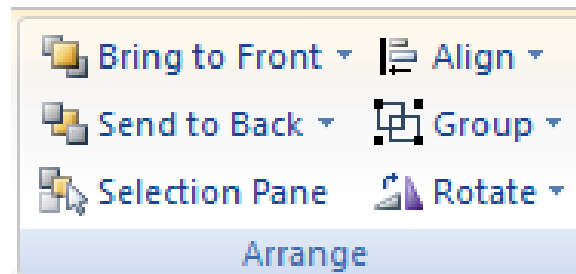 Bring to Front Align
Send to Back Group
Selection Pane Rotate
Arrange